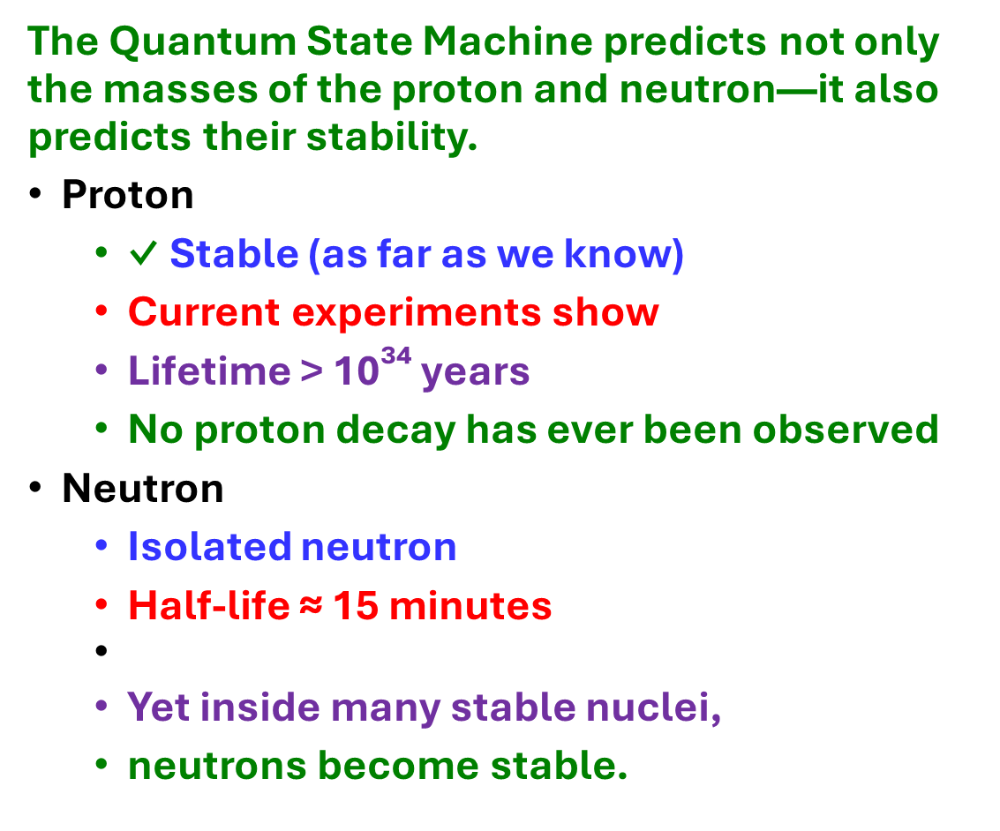 The Quantum State Machine predicts not only
the masses of the proton and neutron—it also
predicts their stability.
• Proton
• ✓ Stable (as far as we know)
• Current experiments show
• Lifetime > 10³⁴ years
• No proton decay has ever been observed
• Neutron
• Isolated neutron
• Half-life ≈ 15 minutes
•
• Yet inside many stable nuclei,
• neutrons become stable.